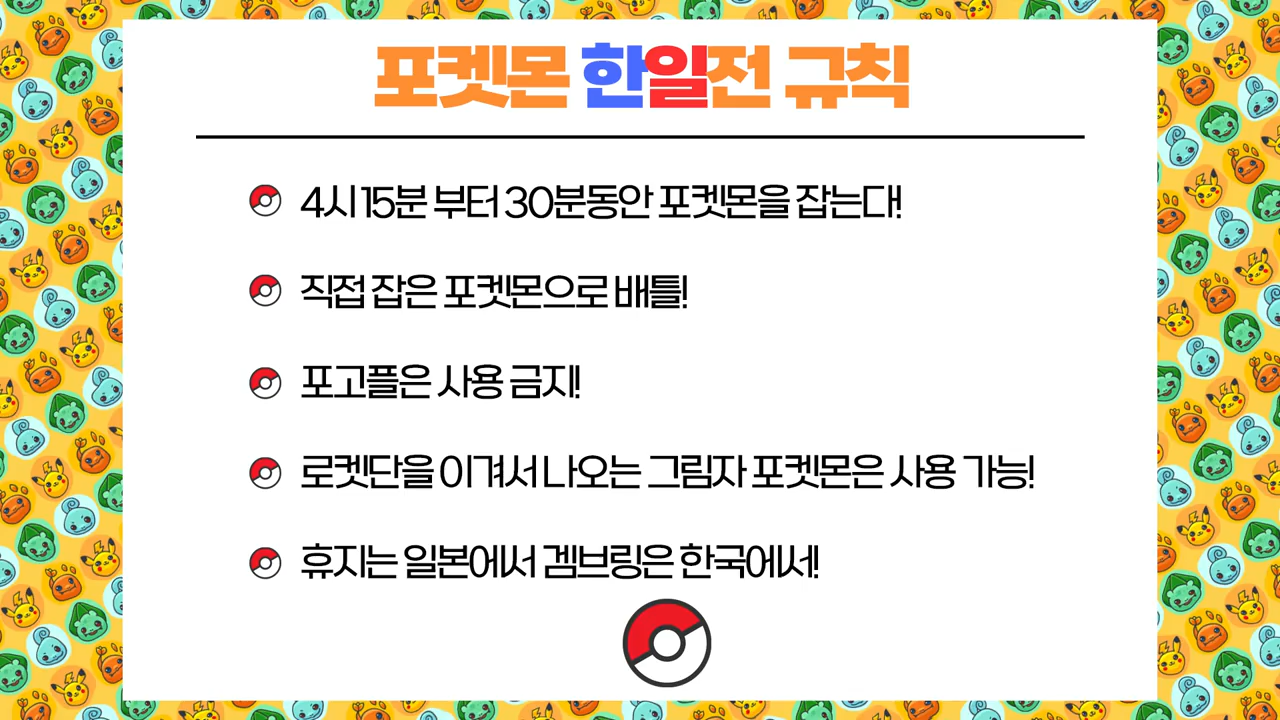 포켓몬 한일전 규칙
4시 15분 부터 30분동안 포켓몬을 잡는다!
직접 잡은 포켓몬으로 배틀!
포고플은 사용 금지!
로켓단을 이겨서 나오는 그림자 포켓몬은 사용 가능!
휴지는 일본에서 겜브링은 한국에서!